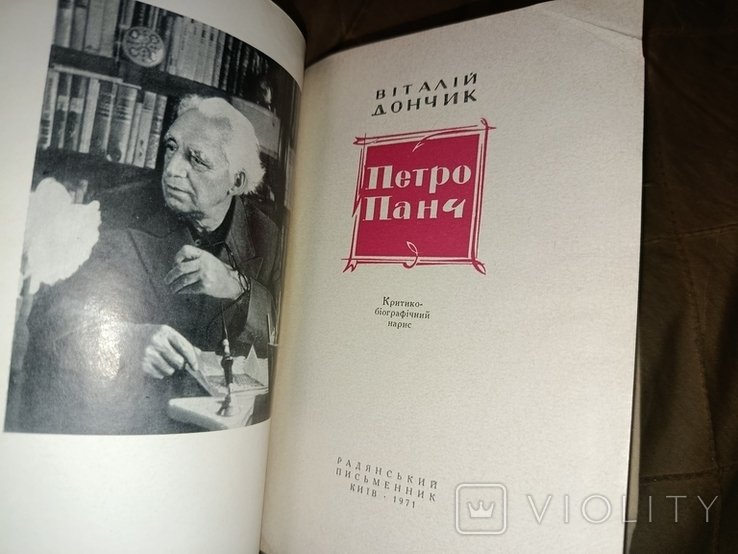 ВІТАЛІЙ
ДОНЧИК
Петро
Панч
Критико-
біографічний
нарис
РАДЯНСЬКИЙ
ПИСЬМЕННИК
КИЇВ · 1971
VIOLITY